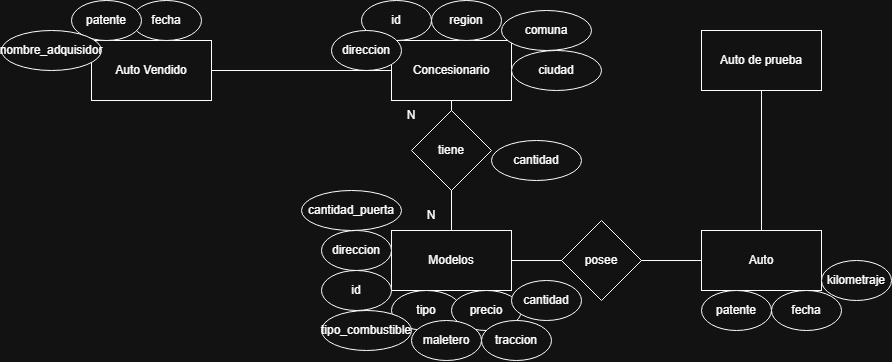 patente
fecha
id
region
comuna
nombre_adquisidor
direccion
Auto Vendido
Concesionario
ciudad
Auto de prueba
N
tiene
cantidad
cantidad_puerta
N
direccion
Modelos
posee
Auto
id
kilometraje
tipo
precio
cantidad
patente
fecha
tipo_combustible
maletero
traccion